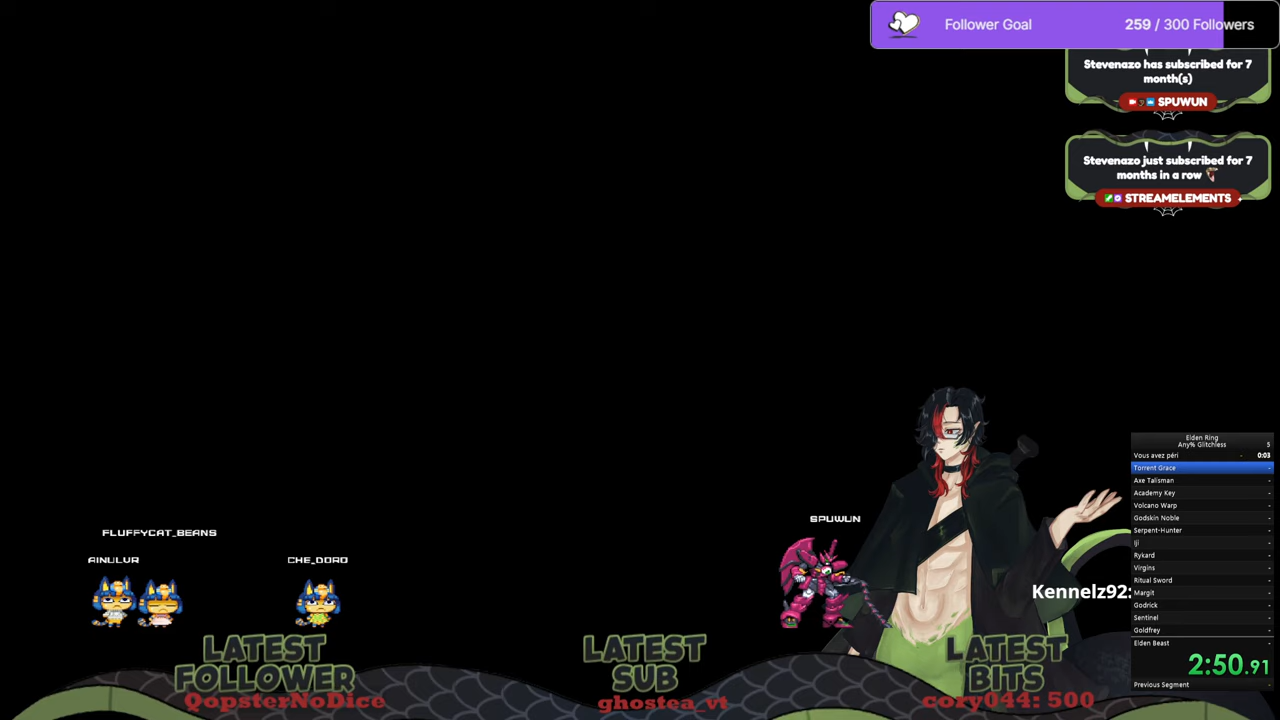 Follower Goal 259 / 300 Followers
Stevenazo has subscribed for 7
month(s)
SPUWUN
Stevenazo just subscribed for 7
months in a row
STREAMELEMENTS
Elden Ring
Any% Glitchless 5
Vous avez péri - 0:03
Torrent Grace -
Axe Talisman -
Academy Key -
Volcano Warp -
Godskin Noble -
Serpent-Hunter -
Iji -
Rykard -
Virgins -
Ritual Sword -
Margit -
Godrick -
Sentinel -
Goldfrey -
Elden Beast -
2:50.91
Previous Segment -
Kennelz92:
SPUWUN
FLUFFYCAT_BEANS
AINULUR
CHE_DORO
LATEST
FOLLOWER
QopsterNoDice
LATEST
SUB
ghostea_vt
LATEST
BITS
cory044: 500